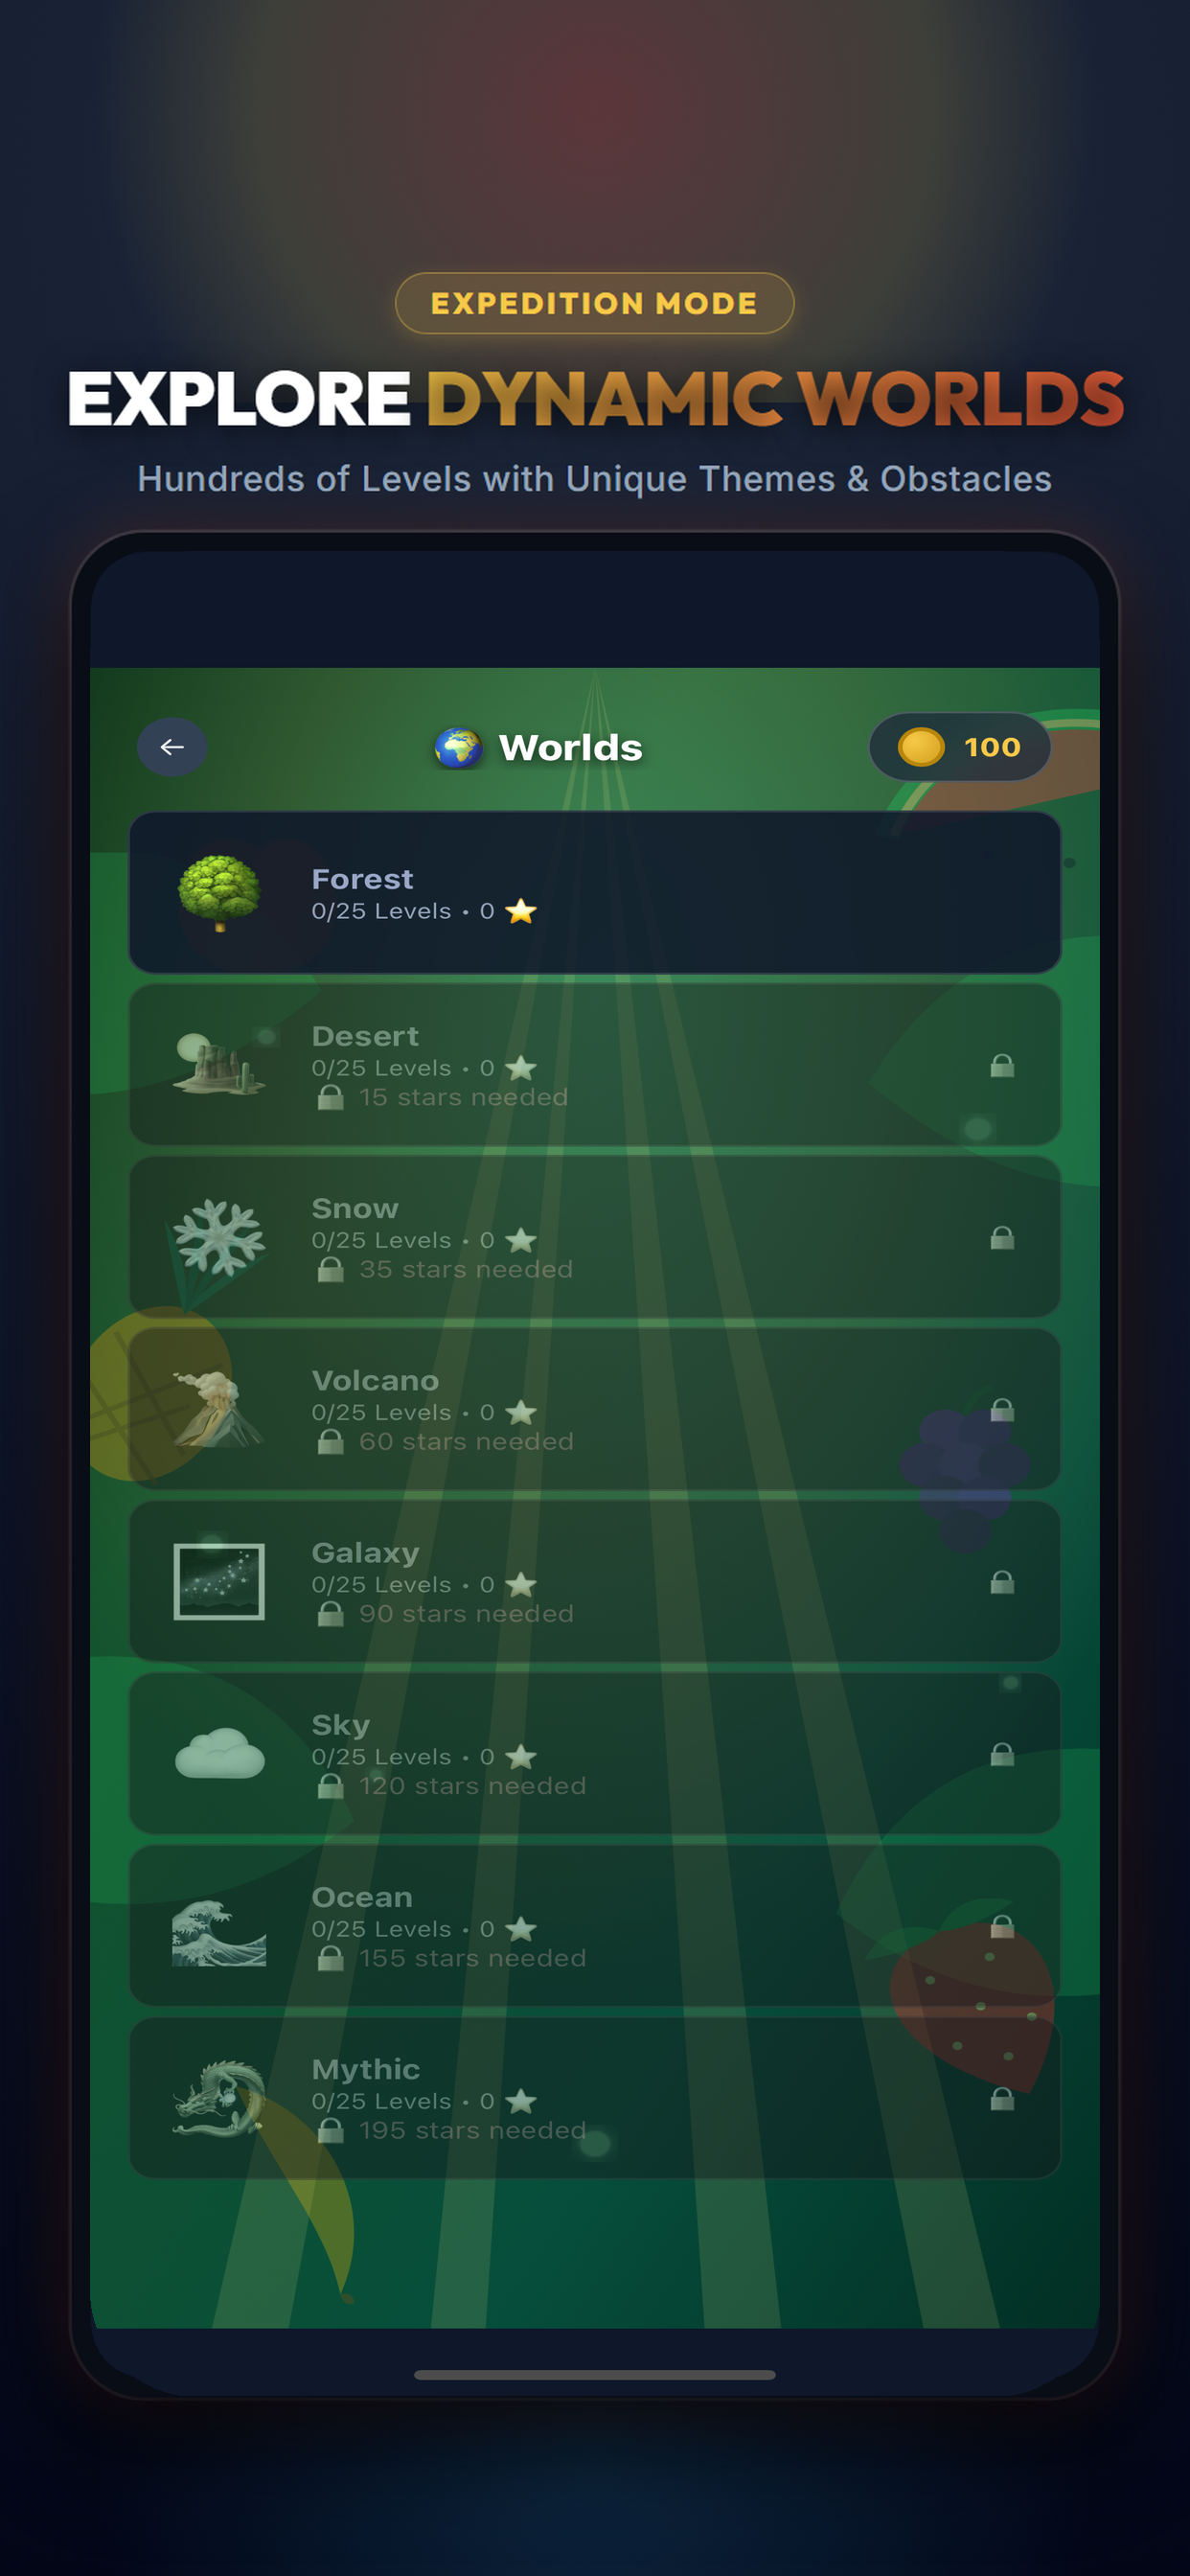 EXPEDITION MODE
EXPLORE DYNAMIC WORLDS
Hundreds of Levels with Unique Themes & Obstacles
Worlds
100
Forest
0/25 Levels • 0
Desert
0/25 Levels • 0
15 stars needed
Snow
0/25 Levels • 0
35 stars needed
Volcano
0/25 Levels • 0
60 stars needed
Galaxy
0/25 Levels • 0
90 stars needed
Sky
0/25 Levels • 0
120 stars needed
Ocean
0/25 Levels • 0
155 stars needed
Mythic
0/25 Levels • 0
195 stars needed